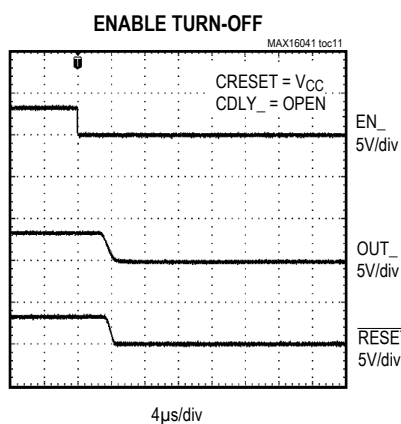 ENABLE TURN-OFF
MAX16041 toc11
T
CRESET = VCC
CDLY_ = OPEN
EN_
5V/div
OUT_
5V/div
RESE
5V/div
4μs/div